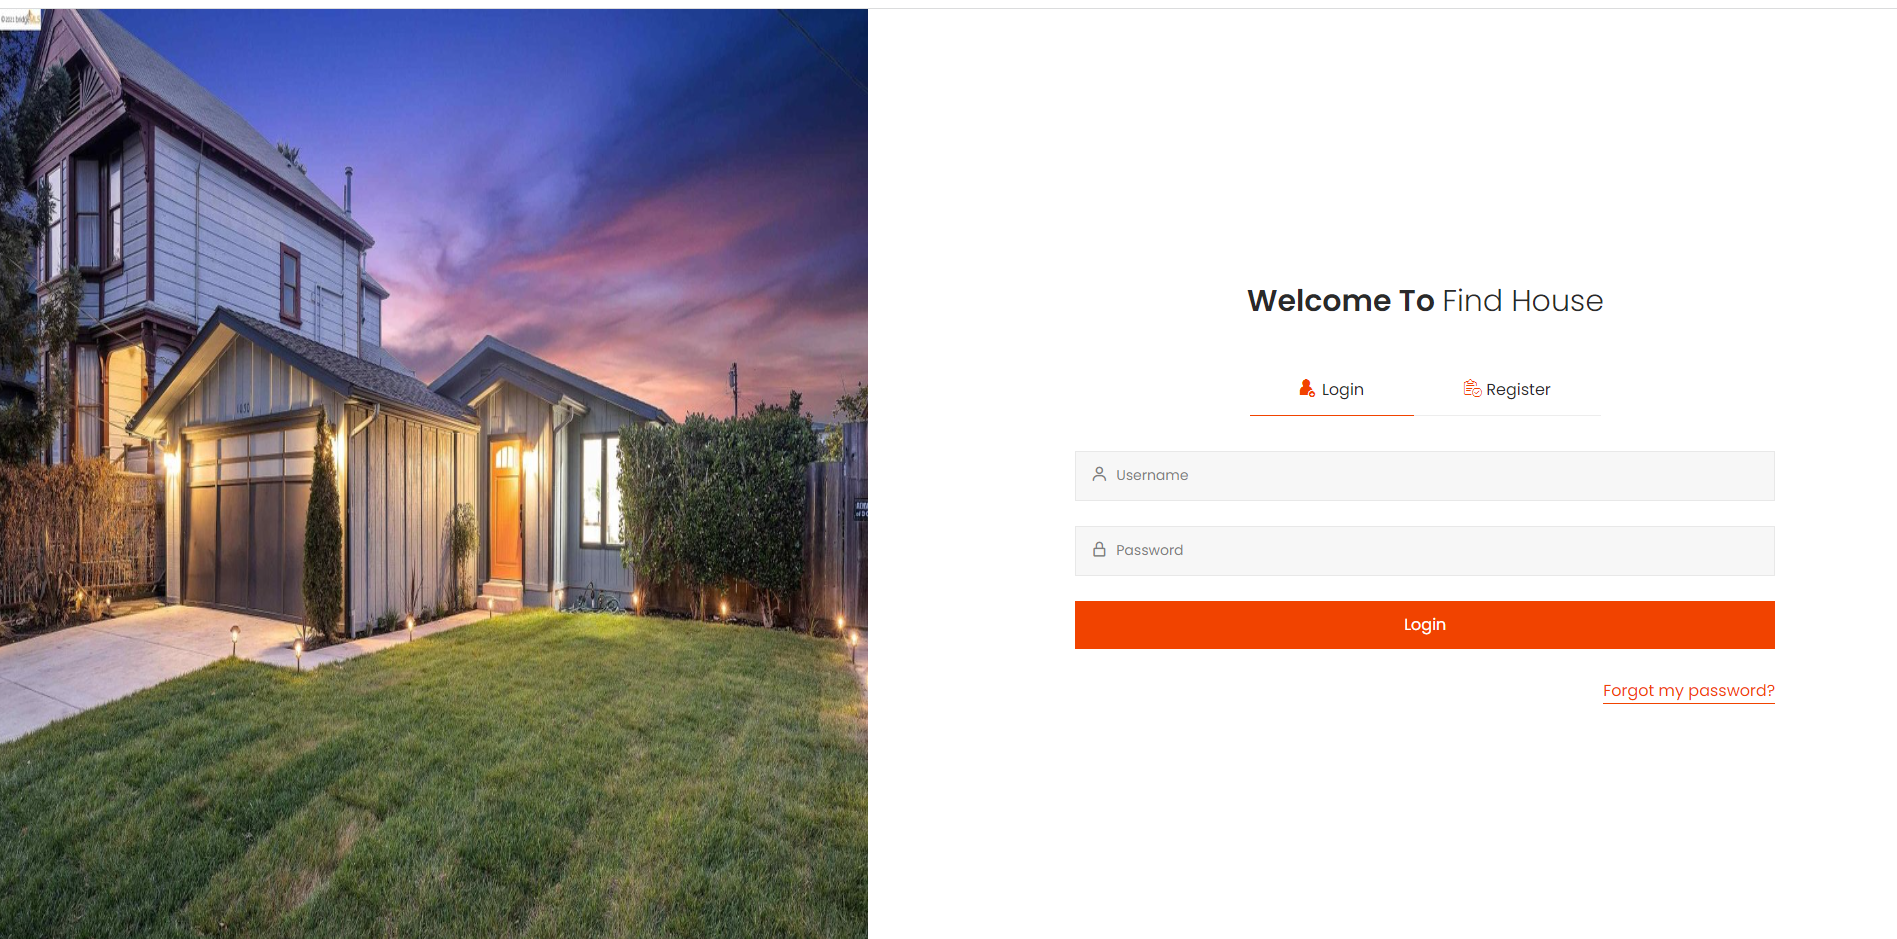 Welcome To Find House
Login
Register
Username
Password
Login
Forgot my password?